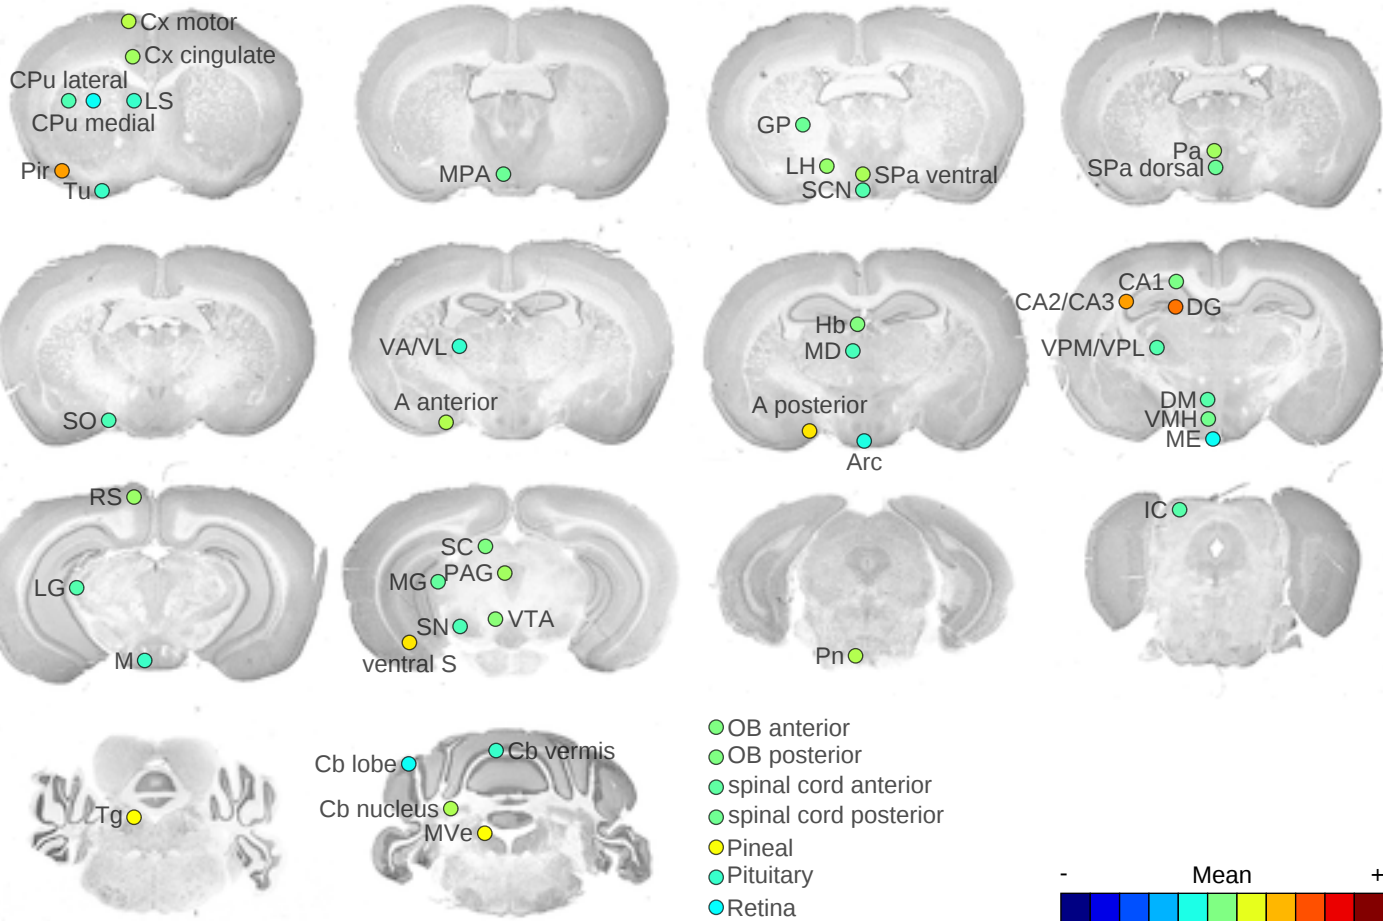 Cx motor
Cx cingulate
CPu lateral
LS
CPu medial
Pir
Tu
MPA
GP
LH
SPa ventral
SCN
Pa
SPa dorsal
SO
VA/VL
A anterior
Hb
MD
A posterior
Arc
CA1
CA2/CA3
DG
VPM/VPL
DM
VMH
ME
RS
LG
M
SC
PAG
MG
VTA
SN
ventral S
Pn
IC
Tg
Cb vermis
Cb lobe
Cb nucleus
MVe
OB anterior
OB posterior
spinal cord anterior
spinal cord posterior
Pineal
Pituitary
Retina
- Mean +